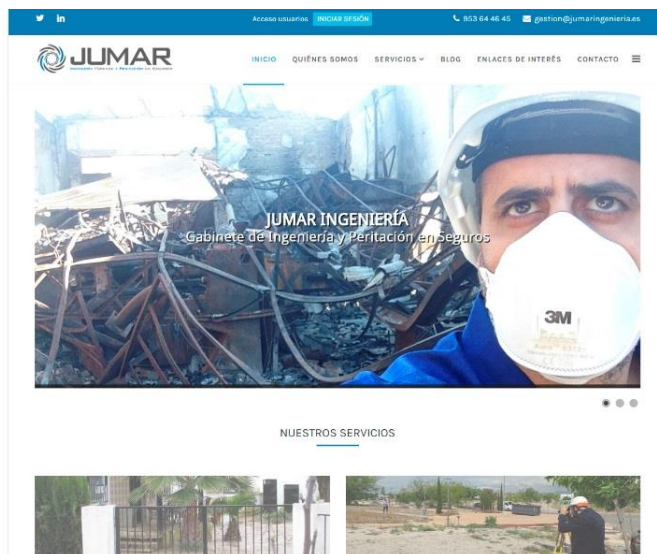 Acceso usuarios INICIAR SESIÓN 953 64 46 45 gestion@jumaringenieria.es
JUMAR
INICIO QUIÉNES SOMOS SERVICIOS BLOG ENLACES DE INTERÉS CONTACTO
JUMAR INGENIERÍA
Gabinete de Ingeniería y Peritación en Seguros
3M
NUESTROS SERVICIOS